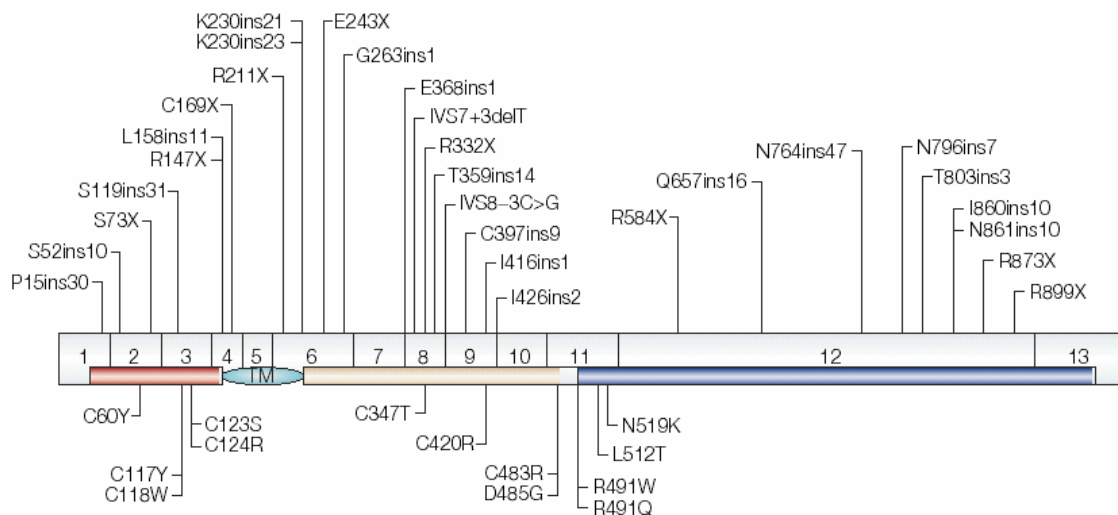 K230ins21
E243X
K230ins23
G263ins1
R211X
E368ins1
C169X
IVS7+3delT
L158ins11
R332X
N764ins47
N796ins7
R147X
T359ins14
T803ins3
S119ins31
Q657ins16
IVS8–3C>G
I860ins10
S73X
R584X
C397ins9
N861ins10
S52ins10
I416ins1
R873X
P15ins30
I426ins2
R899X
1 2 3 4 5 6 7 8 9 10 11 12 13
TM
C60Y
C123S
C347T
N519K
C124R
C420R
L512T
C117Y
C483R
R491W
C118W
D485G
R491Q